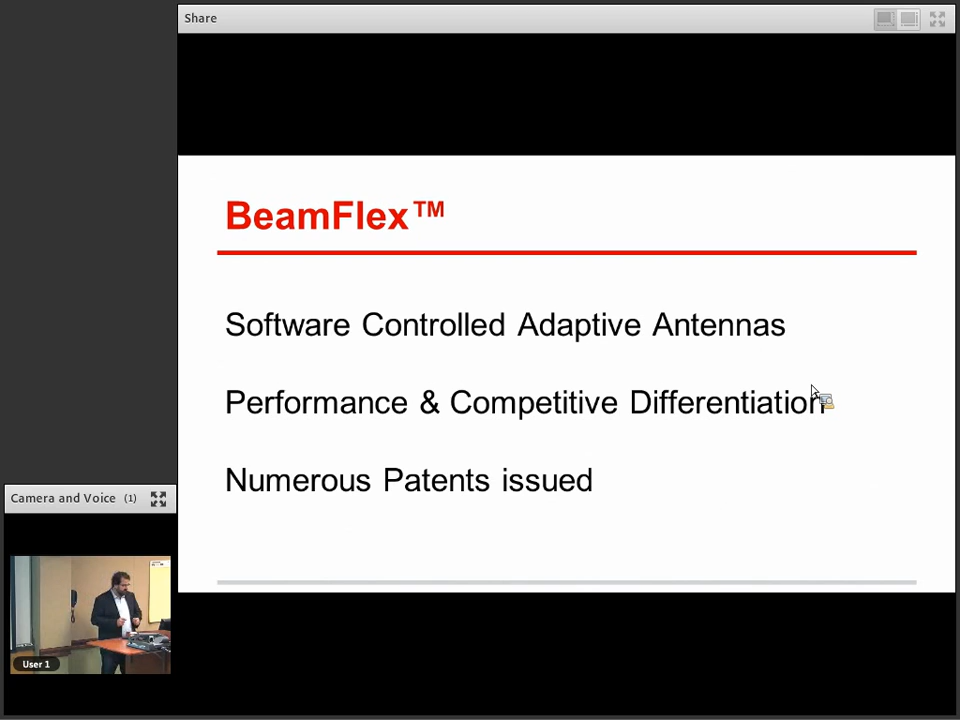 Share
BeamFlex™
Software Controlled Adaptive Antennas
Performance & Competitive Differentiation
Numerous Patents issued
Camera and Voice (1)
User 1